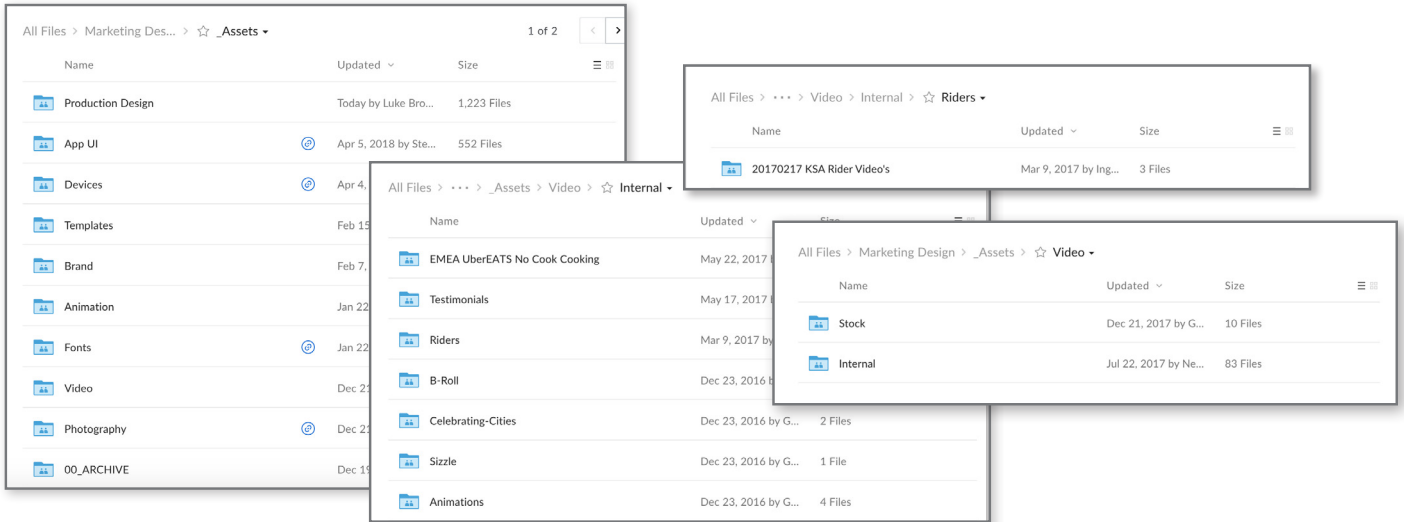 All Files > Marketing Des... > _Assets
1 of 2
Name Updated Size
Production Design Today by Luke Bro... 1,223 Files
App UI Apr 5, 2018 by Ste... 552 Files
Devices Apr 4,
Templates Feb 15
Brand Feb 7,
Animation Jan 22
Fonts Jan 22
Video Dec 21
Photography Dec 21
00_ARCHIVE Dec 19
All Files > ··· > _Assets > Video > Internal
Name Updated Size
EMEA UberEATS No Cook Cooking May 22, 2017
Testimonials May 17, 2017
Riders Mar 9, 2017 by
B-Roll Dec 23, 2016
Celebrating-Cities Dec 23, 2016 by G... 2 Files
Sizzle Dec 23, 2016 by G... 1 File
Animations Dec 23, 2016 by G... 4 Files
All Files > ··· > Video > Internal > Riders
Name Updated Size
20170217 KSA Rider Video's Mar 9, 2017 by Ing... 3 Files
All Files > Marketing Design > _Assets > Video
Name Updated Size
Stock Dec 21, 2017 by G... 10 Files
Internal Jul 22, 2017 by Ne... 83 Files